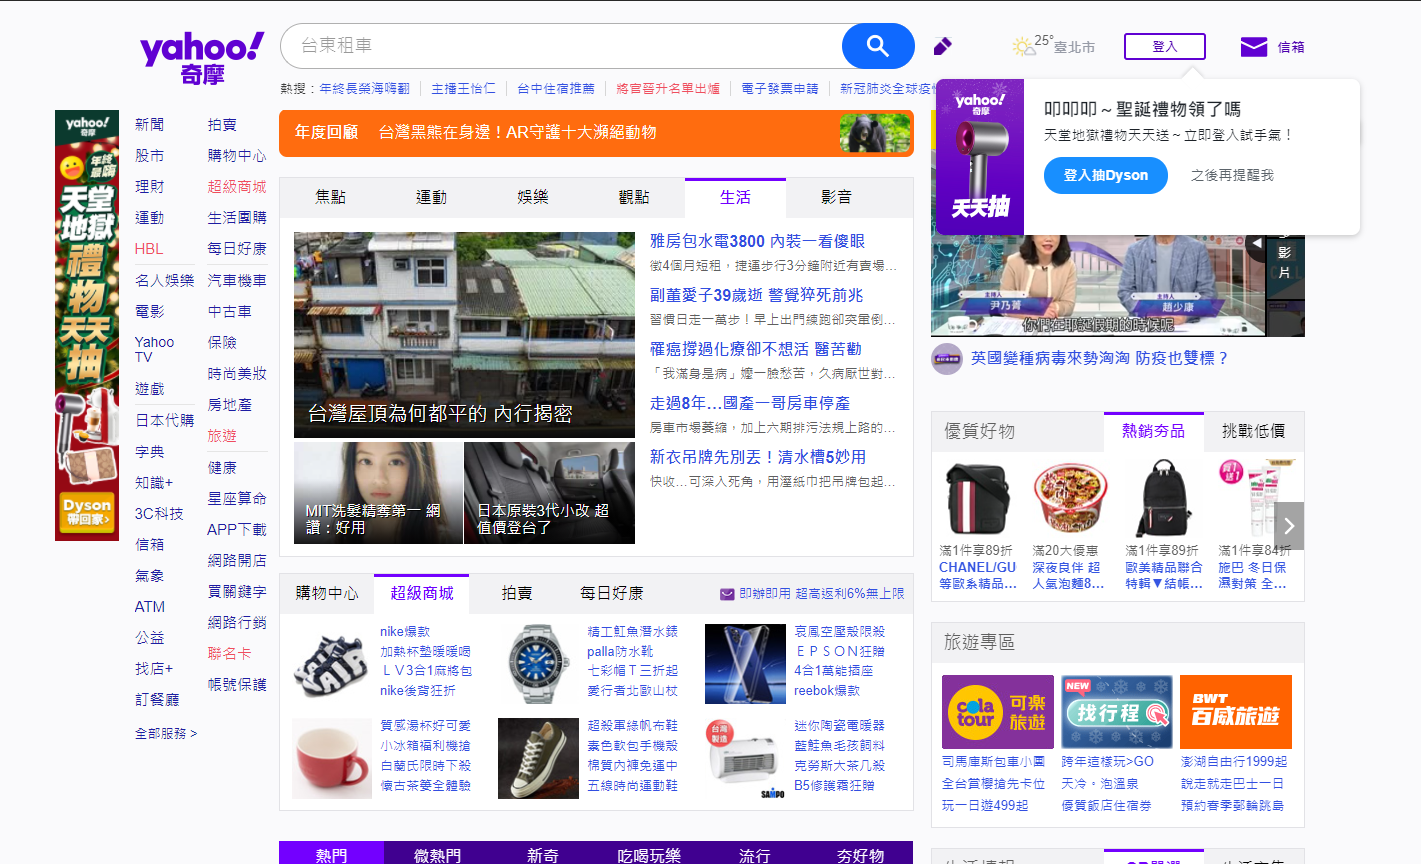 yahoo!
奇摩
台東租車
25°
臺北市
登入
信箱
熱搜：年終長榮海嗨翻
主播王怡仁
台中住宿推薦
將官晉升名單出爐
電子發票申請
新冠肺炎全球疫
yahoo!
奇摩
年終
最嗨
天堂
地獄
禮物天天抽
Dyson
帶回家>
新聞
股市
理財
運動
HBL
名人娛樂
電影
Yahoo
TV
遊戲
日本代購
字典
知識+
3C科技
信箱
氣象
ATM
公益
找店+
訂餐廳
全部服務 >
拍賣
購物中心
超級商城
生活團購
每日好康
汽車機車
中古車
保險
時尚美妝
房地產
旅遊
健康
星座算命
APP下載
網路開店
買關鍵字
網路行銷
聯名卡
帳號保護
年度回顧 台灣黑熊在身邊！AR守護十大瀕絕動物
焦點
運動
娛樂
觀點
生活
影音
台灣屋頂為何都平的 內行揭密
MIT洗髮精奪第一 網
讚：好用
日本原裝3代小改 超
值價登台了
雅房包水電3800 內裝一看傻眼
徵4個月短租，捷運步行3分鐘附近有賣場...
副董愛子39歲逝 警覺猝死前兆
習慣日走一萬步！早上出門練跑卻突暈倒...
罹癌撐過化療卻不想活 醫苦勸
「我滿身是病」嬤一臉愁苦，久病厭世對...
走過8年...國產一哥房車停產
房車市場萎縮，加上六期排污法規上路的...
新衣吊牌先別丟！清水槽5妙用
快收...可深入死角，用溼紙巾把吊牌包起...
購物中心
超級商城
拍賣
每日好康
即辦即用 超高返利6%無上限
nike爆款
加熱杯墊暖暖喝
ＬＶ3合1麻將包
nike後背狂折
精工魟魚潛水錶
palla防水靴
七彩帽Ｔ三折起
愛行者北歐山杖
哀鳳空壓殼限殺
ＥＰＳＯＮ狂贈
4合1萬能插座
reebok爆款
質感湯杯好可愛
小冰箱福利機搶
白蘭氏限時下殺
懷古茶甕全體驗
超殺軍綠帆布鞋
素色軟包手機殼
棉質內褲免運中
五線時尚運動鞋
台灣
製造
SAMPO
迷你陶瓷電暖器
藍鮭魚毛孩飼料
克勞斯大茶几殺
B5修護霜狂贈
熱門
微熱門
新奇
吃喝玩樂
流行
夯好物
yahoo!
奇摩
天天抽
叩叩叩～聖誕禮物領了嗎
天堂地獄禮物天天送～立即登入試手氣！
登入抽Dyson
之後再提醒我
影
片
主持人
尹乃菁
主持人
趙少康
你們在耶誕假期的時候呢
英國變種病毒來勢洶洶 防疫也雙標？
優質好物
熱銷夯品
挑戰低價
買1送1
滿1件享89折
CHANEL/GU
等歐系精品...
滿20大優惠
深夜良伴 超
人氣泡麵8...
滿1件享89折
歐美精品聯合
特輯▼結帳...
滿1件享84折
施巴 冬日保
濕對策 全...
旅遊專區
cola
tour
可樂
旅遊
NEW
找行程
BWT
百威旅遊
司馬庫斯包車小團
全台賞櫻搶先卡位
玩一日遊499起
跨年這樣玩>GO
天冷。泡溫泉
優質飯店住宿券
澎湖自由行1999起
說走就走巴士一日
預約春季郵輪跳島